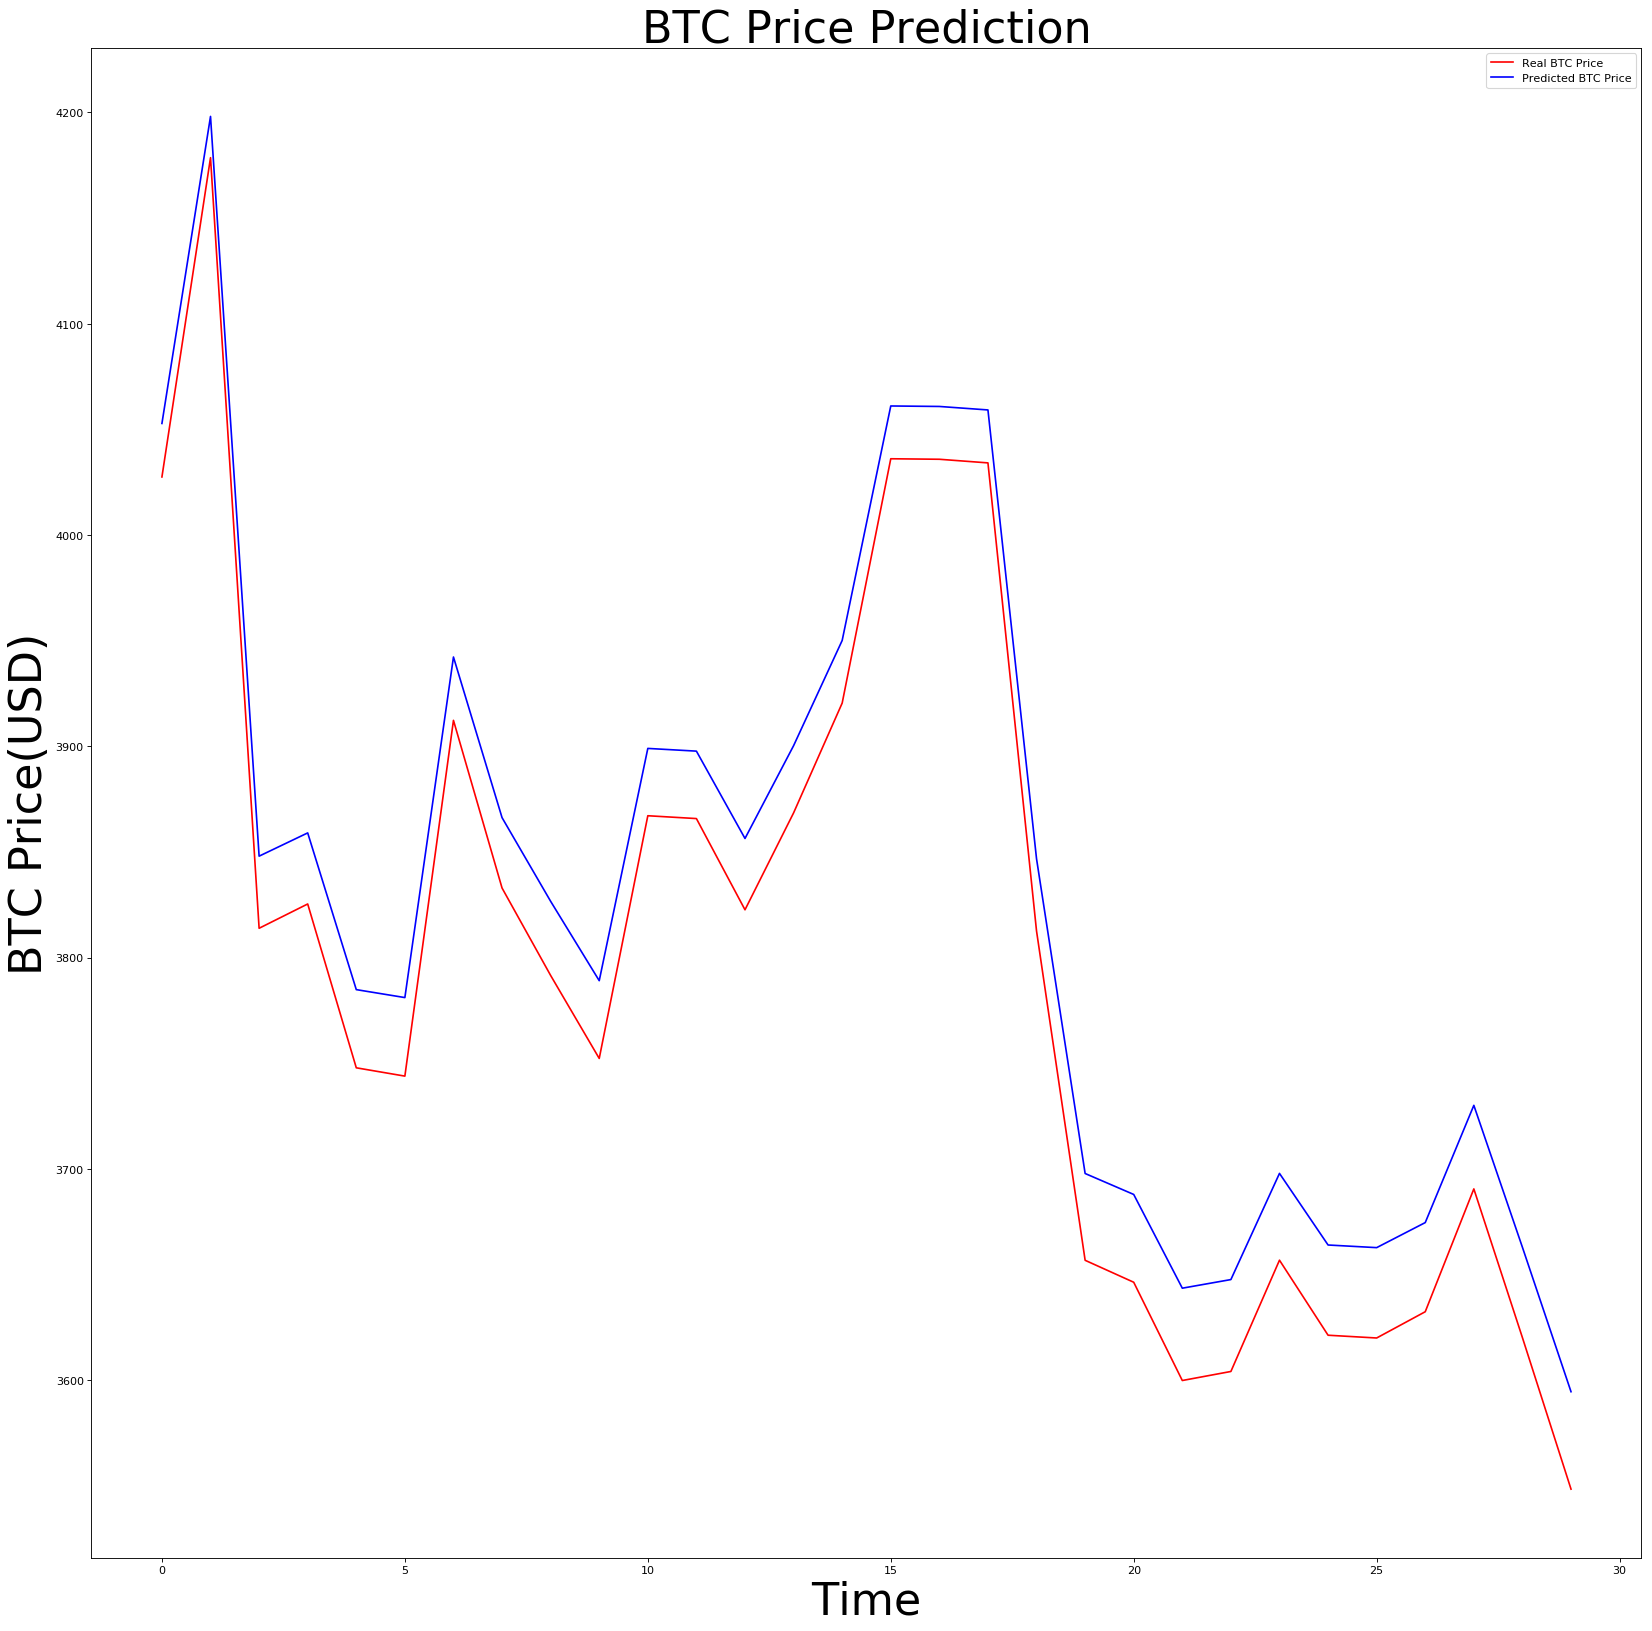 BTC Price Prediction
Real BTC Price
Predicted BTC Price
BTC Price(USD)
4200
4100
4000
3900
3800
3700
3600
0 5 10 15 20 25 30
Time